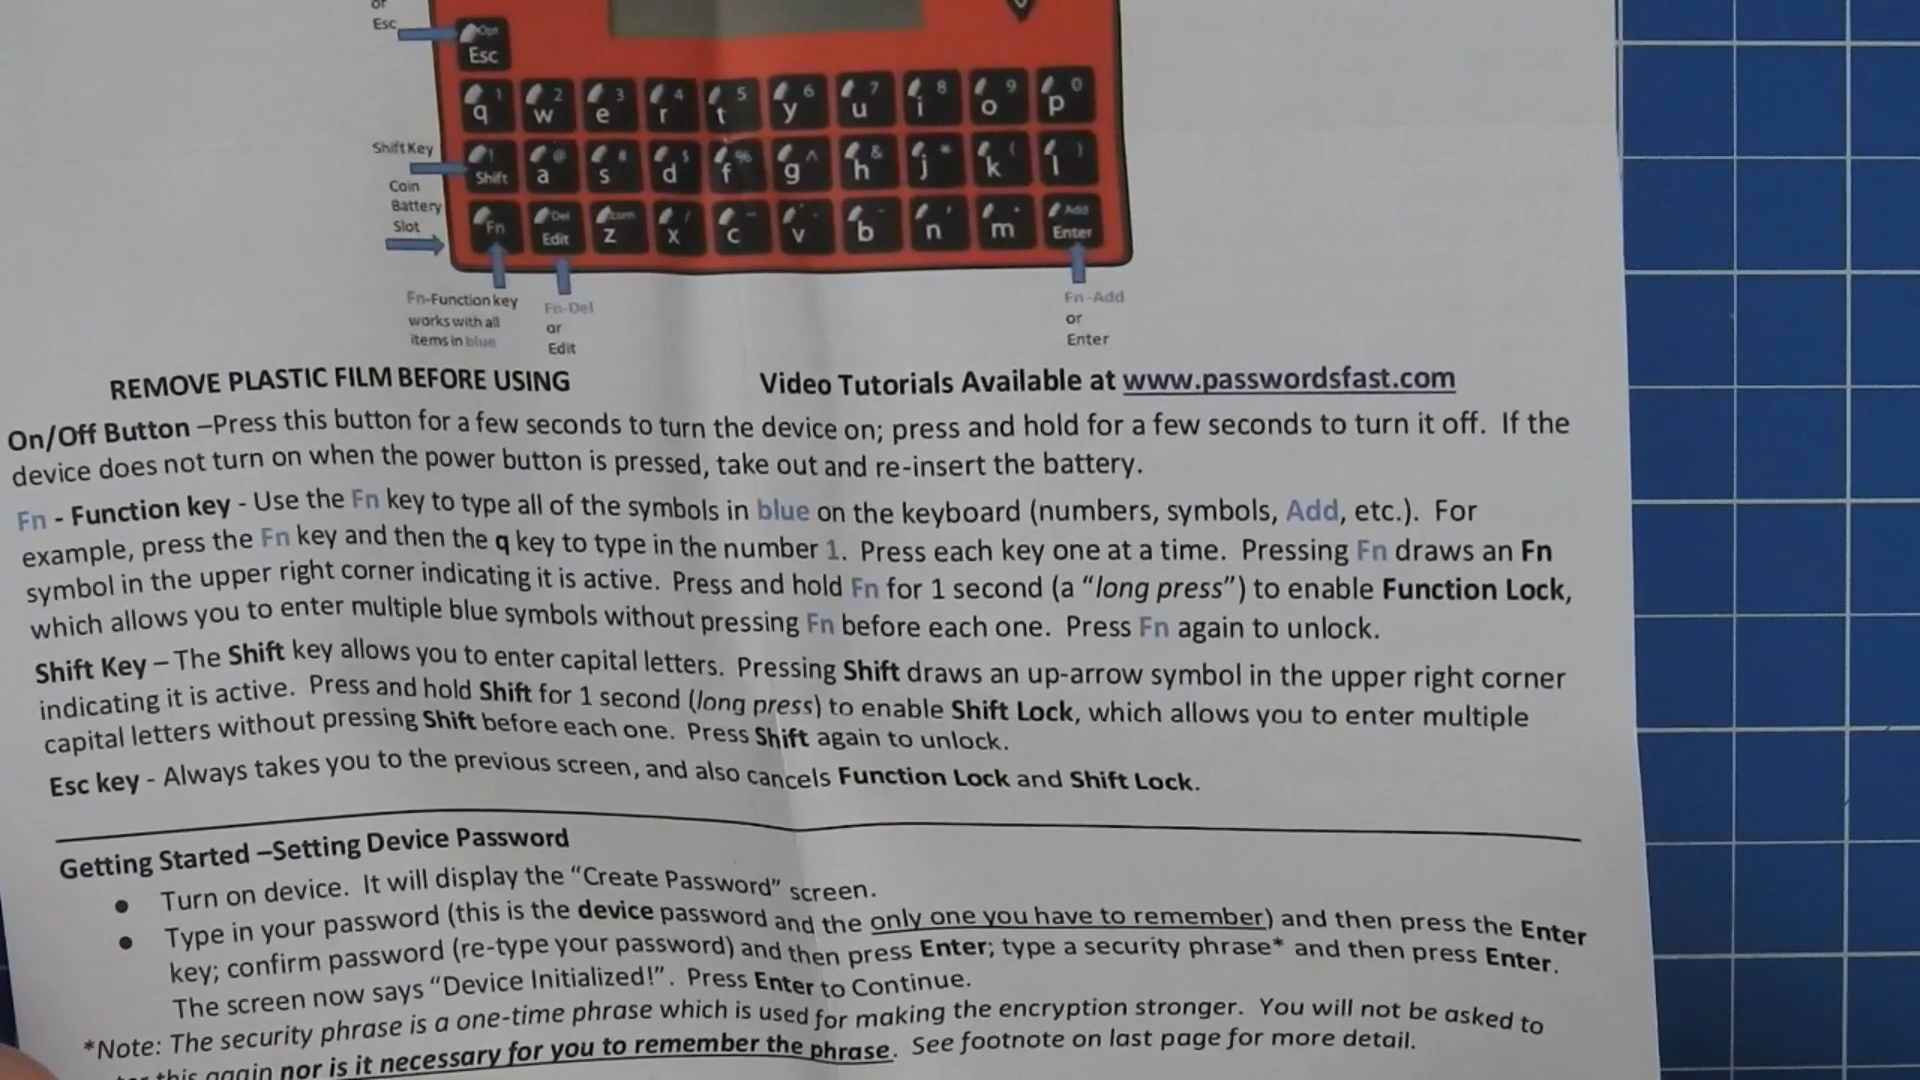 or
Esc
Opt
Esc
1 2 3 4 5 6 7 8 9 0
q w e r t y u i o p
Shift Key
! @ # $ % ^ & * ( )
Shift a s d f g h j k l
Coin
Battery
Slot
Del .com / Add
Fn Edit z x c v b n m Enter
Fn-Function key
works with all
items in blue
Fn-Del
or
Edit
Fn-Add
or
Enter
REMOVE PLASTIC FILM BEFORE USING
Video Tutorials Available at www.passwordsfast.com
On/Off Button –Press this button for a few seconds to turn the device on; press and hold for a few seconds to turn it off. If the
device does not turn on when the power button is pressed, take out and re-insert the battery.
Fn - Function key - Use the Fn key to type all of the symbols in blue on the keyboard (numbers, symbols, Add, etc.). For
example, press the Fn key and then the q key to type in the number 1. Press each key one at a time. Pressing Fn draws an Fn
symbol in the upper right corner indicating it is active. Press and hold Fn for 1 second (a “long press”) to enable Function Lock,
which allows you to enter multiple blue symbols without pressing Fn before each one. Press Fn again to unlock.
Shift Key – The Shift key allows you to enter capital letters. Pressing Shift draws an up-arrow symbol in the upper right corner
indicating it is active. Press and hold Shift for 1 second (long press) to enable Shift Lock, which allows you to enter multiple
capital letters without pressing Shift before each one. Press Shift again to unlock.
Esc key - Always takes you to the previous screen, and also cancels Function Lock and Shift Lock.
Getting Started –Setting Device Password
● Turn on device. It will display the “Create Password” screen.
● Type in your password (this is the device password and the only one you have to remember) and then press the Enter
key; confirm password (re-type your password) and then press Enter; type a security phrase* and then press Enter.
The screen now says “Device Initialized!”. Press Enter to Continue.
*Note: The security phrase is a one-time phrase which is used for making the encryption stronger. You will not be asked to
this again nor is it necessary for you to remember the phrase. See footnote on last page for more detail.